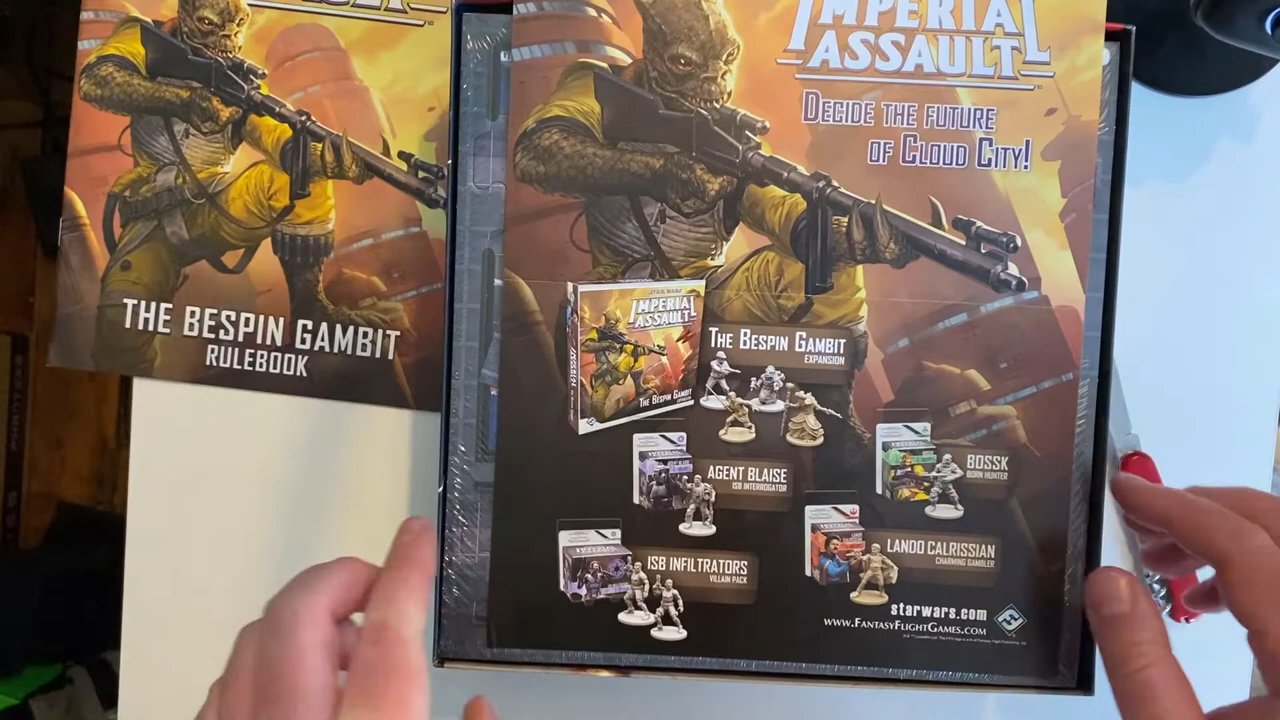 THE BESPIN GAMBIT
RULEBOOK
IMPERIAL
ASSAULT
DECIDE THE FUTURE
OF CLOUD CITY!
STAR WARS
IMPERIAL
ASSAULT
THE BESPIN GAMBIT
THE BESPIN GAMBIT
EXPANSION
AGENT BLAISE
ISB INTERROGATOR
BOSSK
BORN HUNTER
ISB INFILTRATORS
VILLAIN PACK
LANDO CALRISSIAN
CHARMING GAMBLER
starwars.com
www.FantasyFlightGames.com